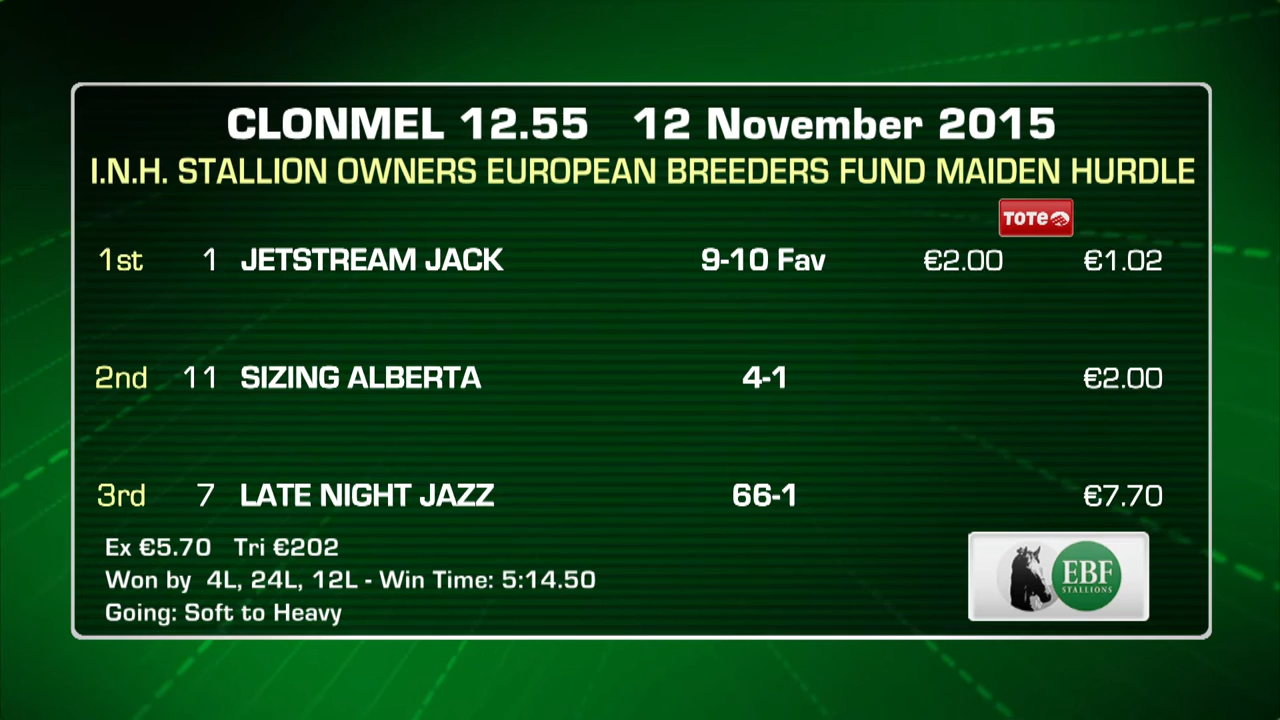 CLONMEL 12.55 12 November 2015
I.N.H. STALLION OWNERS EUROPEAN BREEDERS FUND MAIDEN HURDLE
TOTE
1st 1 JETSTREAM JACK 9-10 Fav €2.00 €1.02
2nd 11 SIZING ALBERTA 4-1 €2.00
3rd 7 LATE NIGHT JAZZ 66-1 €7.70
Ex €5.70 Tri €202
Won by 4L, 24L, 12L - Win Time: 5:14.50
Going: Soft to Heavy
EBF
STALLIONS